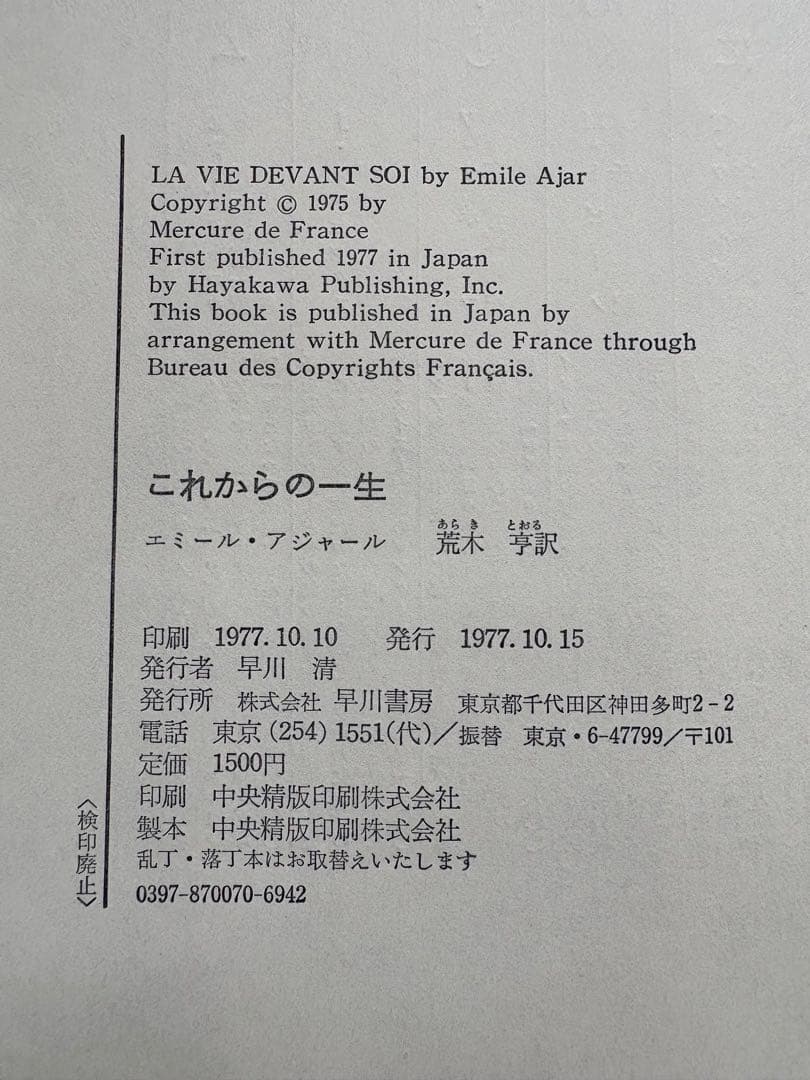 LA VIE DEVANT SOI by Emile Ajar
Copyright © 1975 by
Mercure de France
First published 1977 in Japan
by Hayakawa Publishing, Inc.
This book is published in Japan by
arrangement with Mercure de France through
Bureau des Copyrights Français.
これからの一生
あら き とおる
エミール・アジャール 荒木 亨訳
印刷 1977.10.10 発行 1977.10.15
発行者 早川 清
発行所 株式会社 早川書房 東京都千代田区神田多町2-2
電話 東京(254)1551(代)／振替 東京・6-47799／〒101
定価 1500円
印刷 中央精版印刷株式会社
製本 中央精版印刷株式会社
乱丁・落丁本はお取替えいたします
0397-870070-6942
〈検印廃止〉